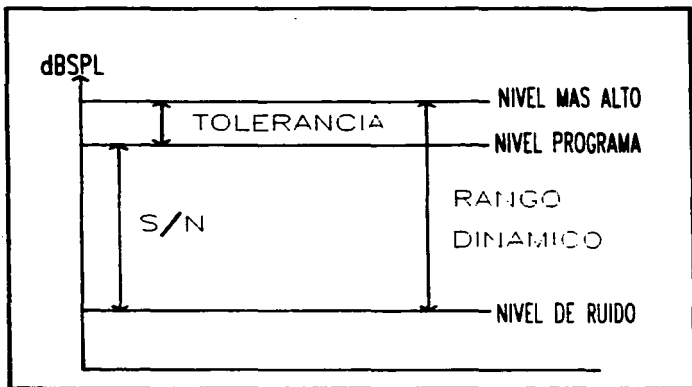 dBSPL
NIVEL MAS ALTO
TOLERANCIA
NIVEL PROGRAMA
S/N
RANGO
DINAMICO
NIVEL DE RUIDO